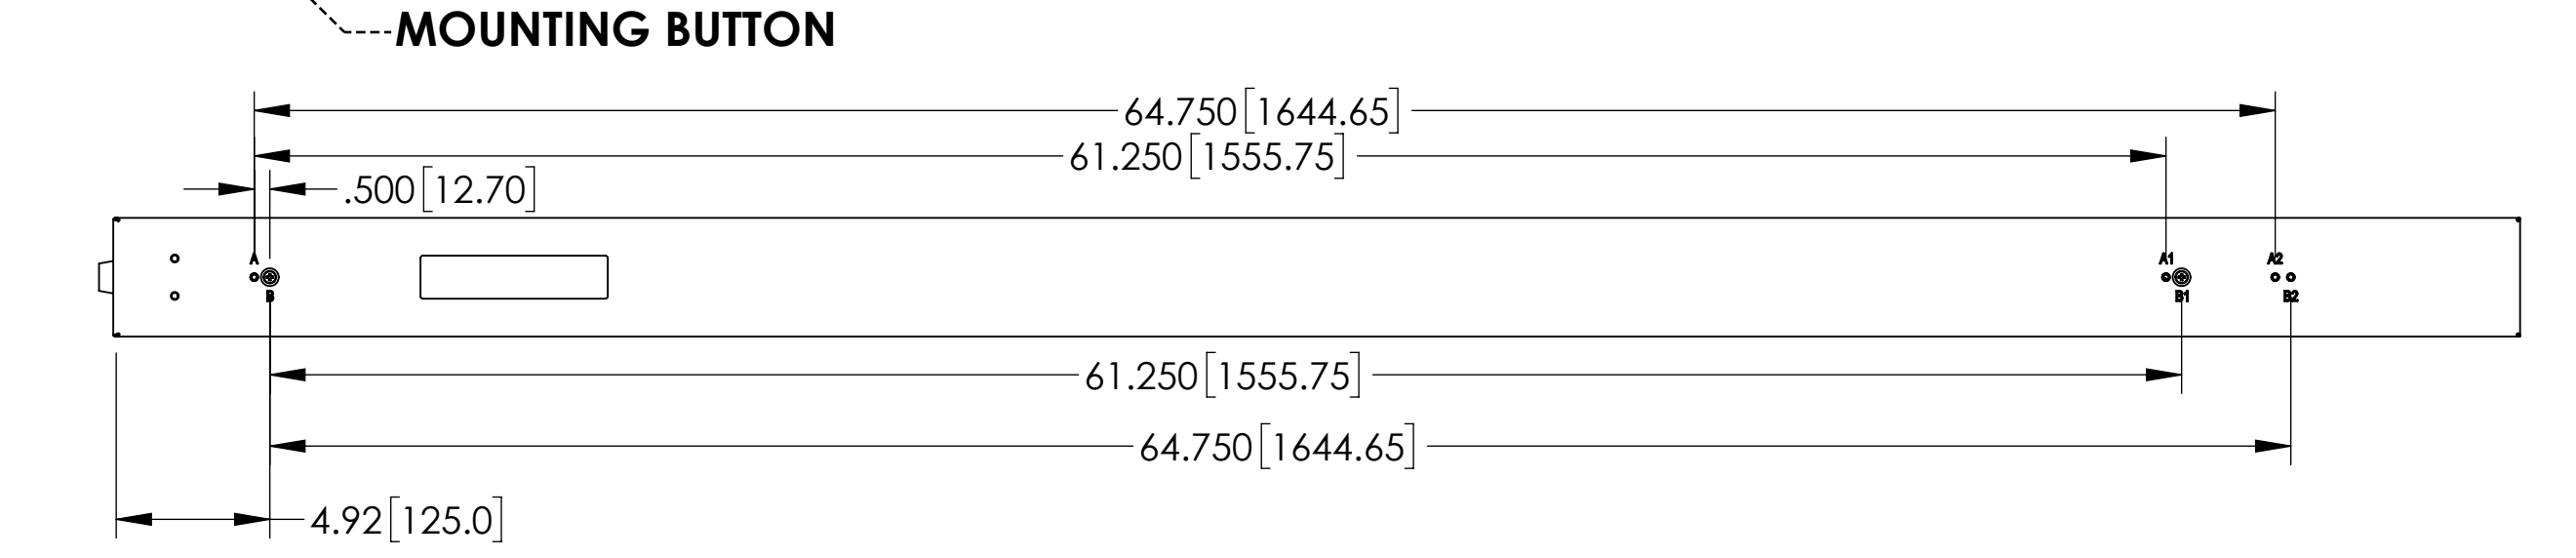 MOUNTING BUTTON
64.750[1644.65]
61.250[1555.75]
.500[12.70]
A
A1
A2
B
B1
B2
61.250[1555.75]
64.750[1644.65]
4.92[125.0]